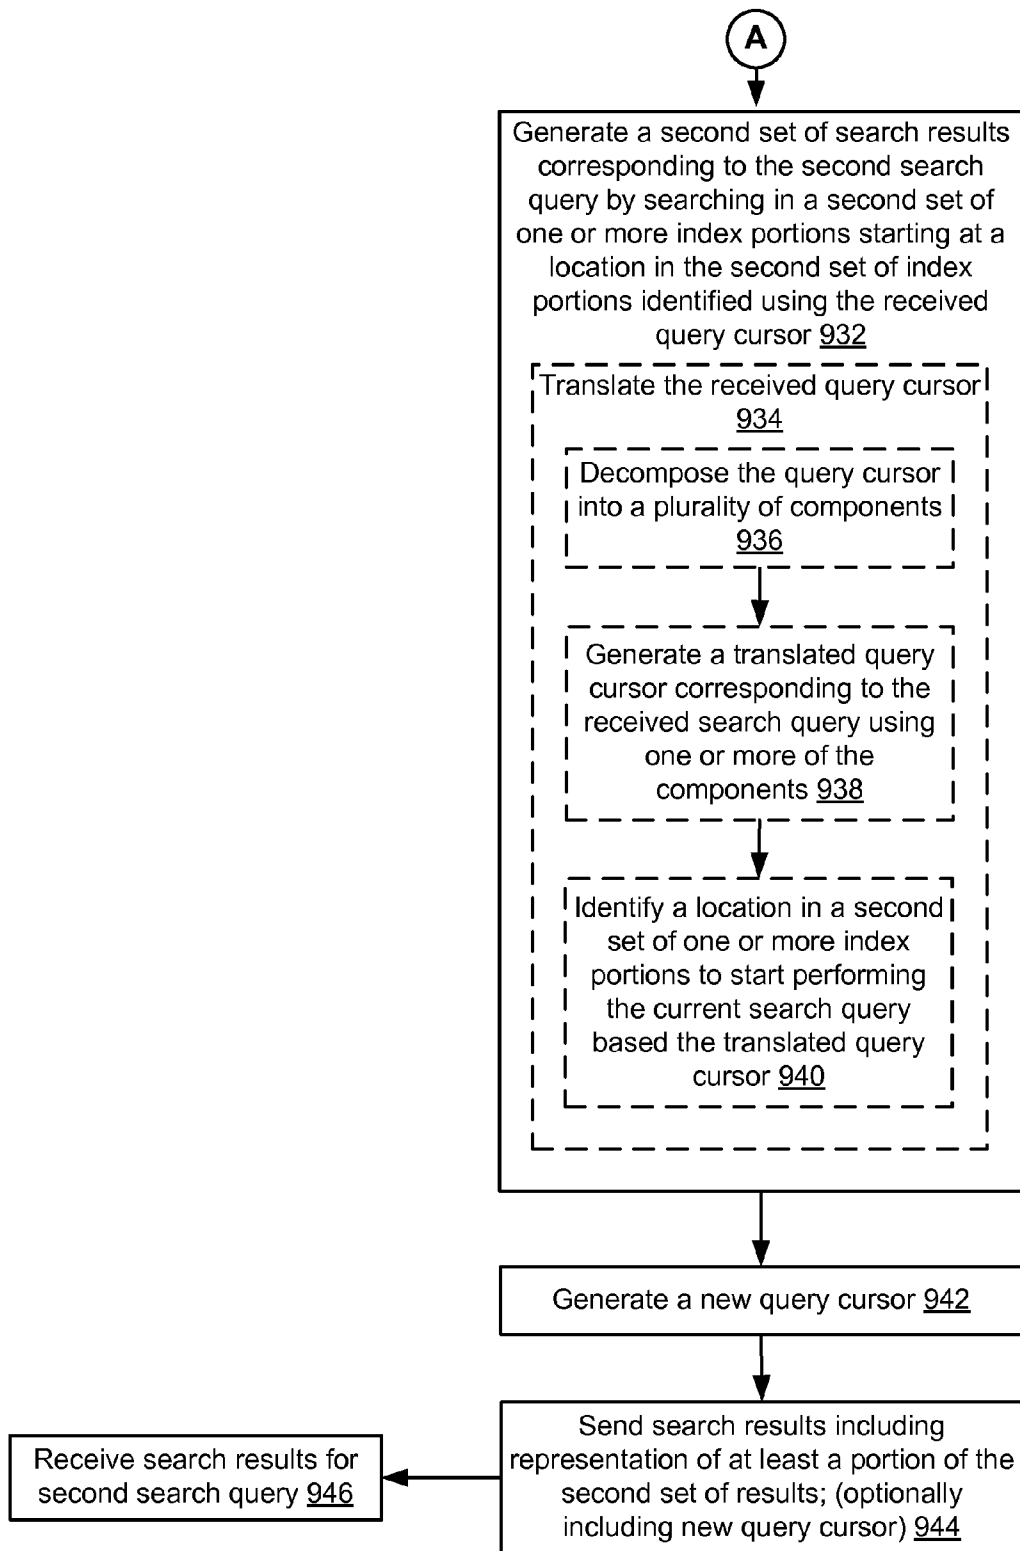 A
Generate a second set of search results
corresponding to the second search
query by searching in a second set of
one or more index portions starting at a
location in the second set of index
portions identified using the received
query cursor 932
Translate the received query cursor
934
Decompose the query cursor
into a plurality of components
936
Generate a translated query
cursor corresponding to the
received search query using
one or more of the
components 938
Identify a location in a second
set of one or more index
portions to start performing
the current search query
based the translated query
cursor 940
Generate a new query cursor 942
Send search results including
representation of at least a portion of the
second set of results; (optionally
including new query cursor) 944
Receive search results for
second search query 946